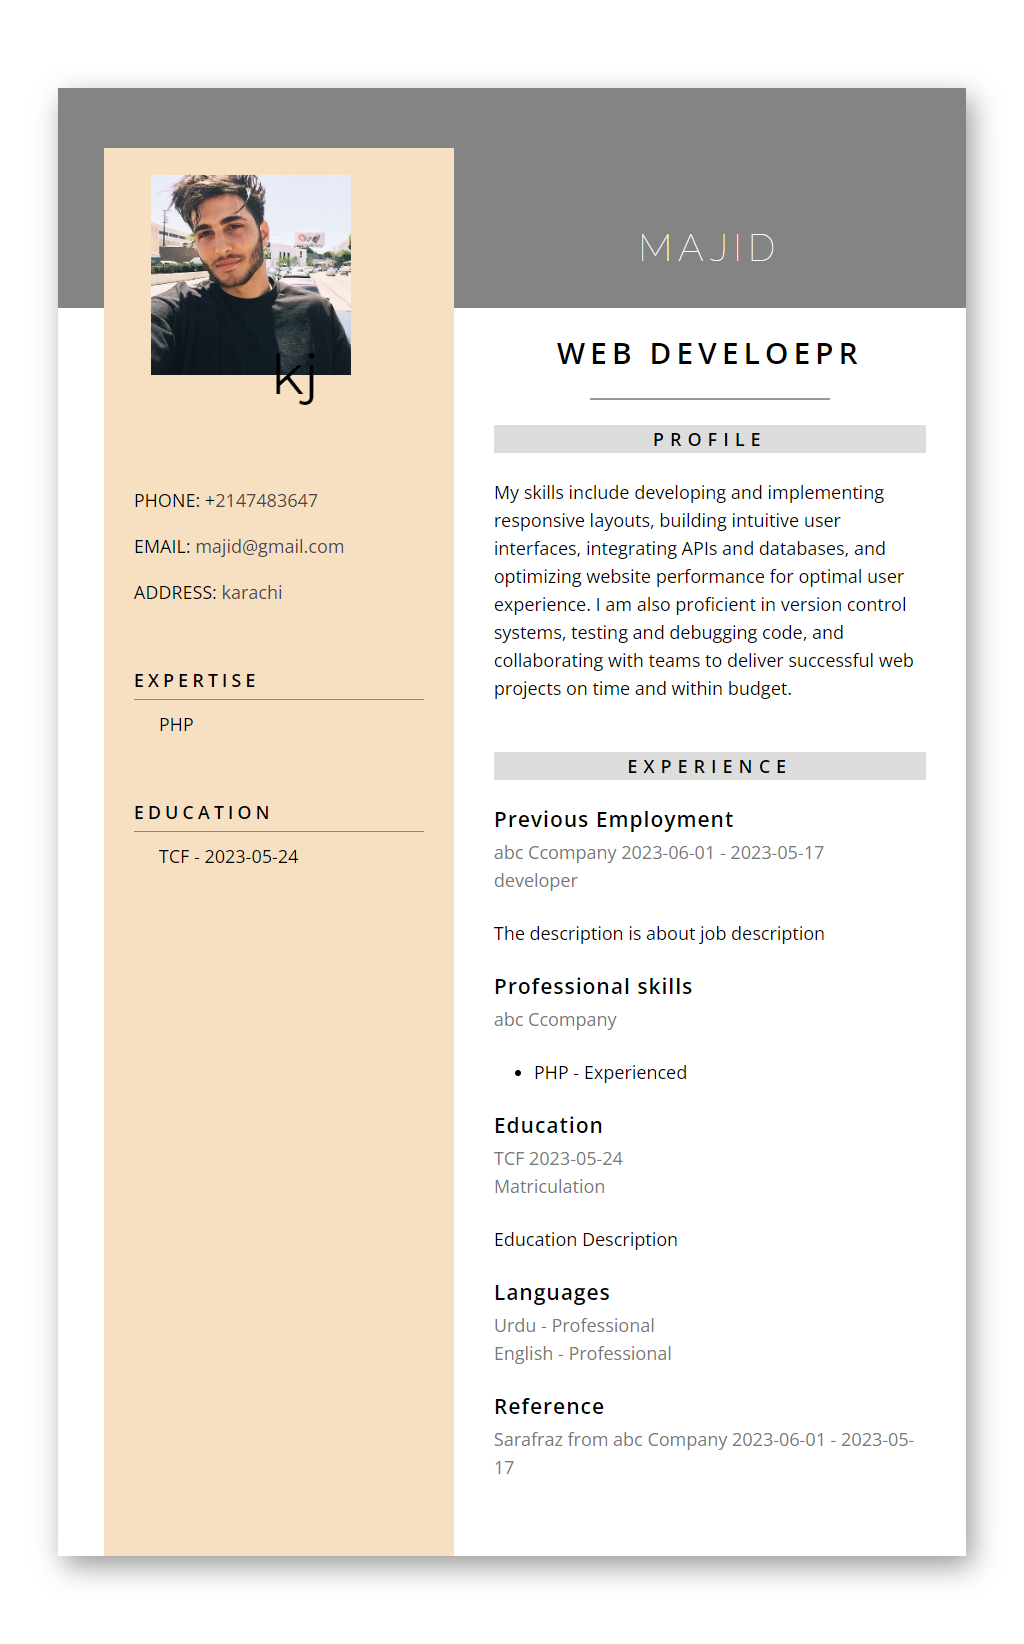 MAJID
kj
PHONE: +2147483647
EMAIL: majid@gmail.com
ADDRESS: karachi
EXPERTISE
PHP
EDUCATION
TCF - 2023-05-24
WEB DEVELOEPR
PROFILE
My skills include developing and implementing
responsive layouts, building intuitive user
interfaces, integrating APIs and databases, and
optimizing website performance for optimal user
experience. I am also proficient in version control
systems, testing and debugging code, and
collaborating with teams to deliver successful web
projects on time and within budget.
EXPERIENCE
Previous Employment
abc Ccompany 2023-06-01 - 2023-05-17
developer
The description is about job description
Professional skills
abc Ccompany
• PHP - Experienced
Education
TCF 2023-05-24
Matriculation
Education Description
Languages
Urdu - Professional
English - Professional
Reference
Sarafraz from abc Company 2023-06-01 - 2023-05-
17